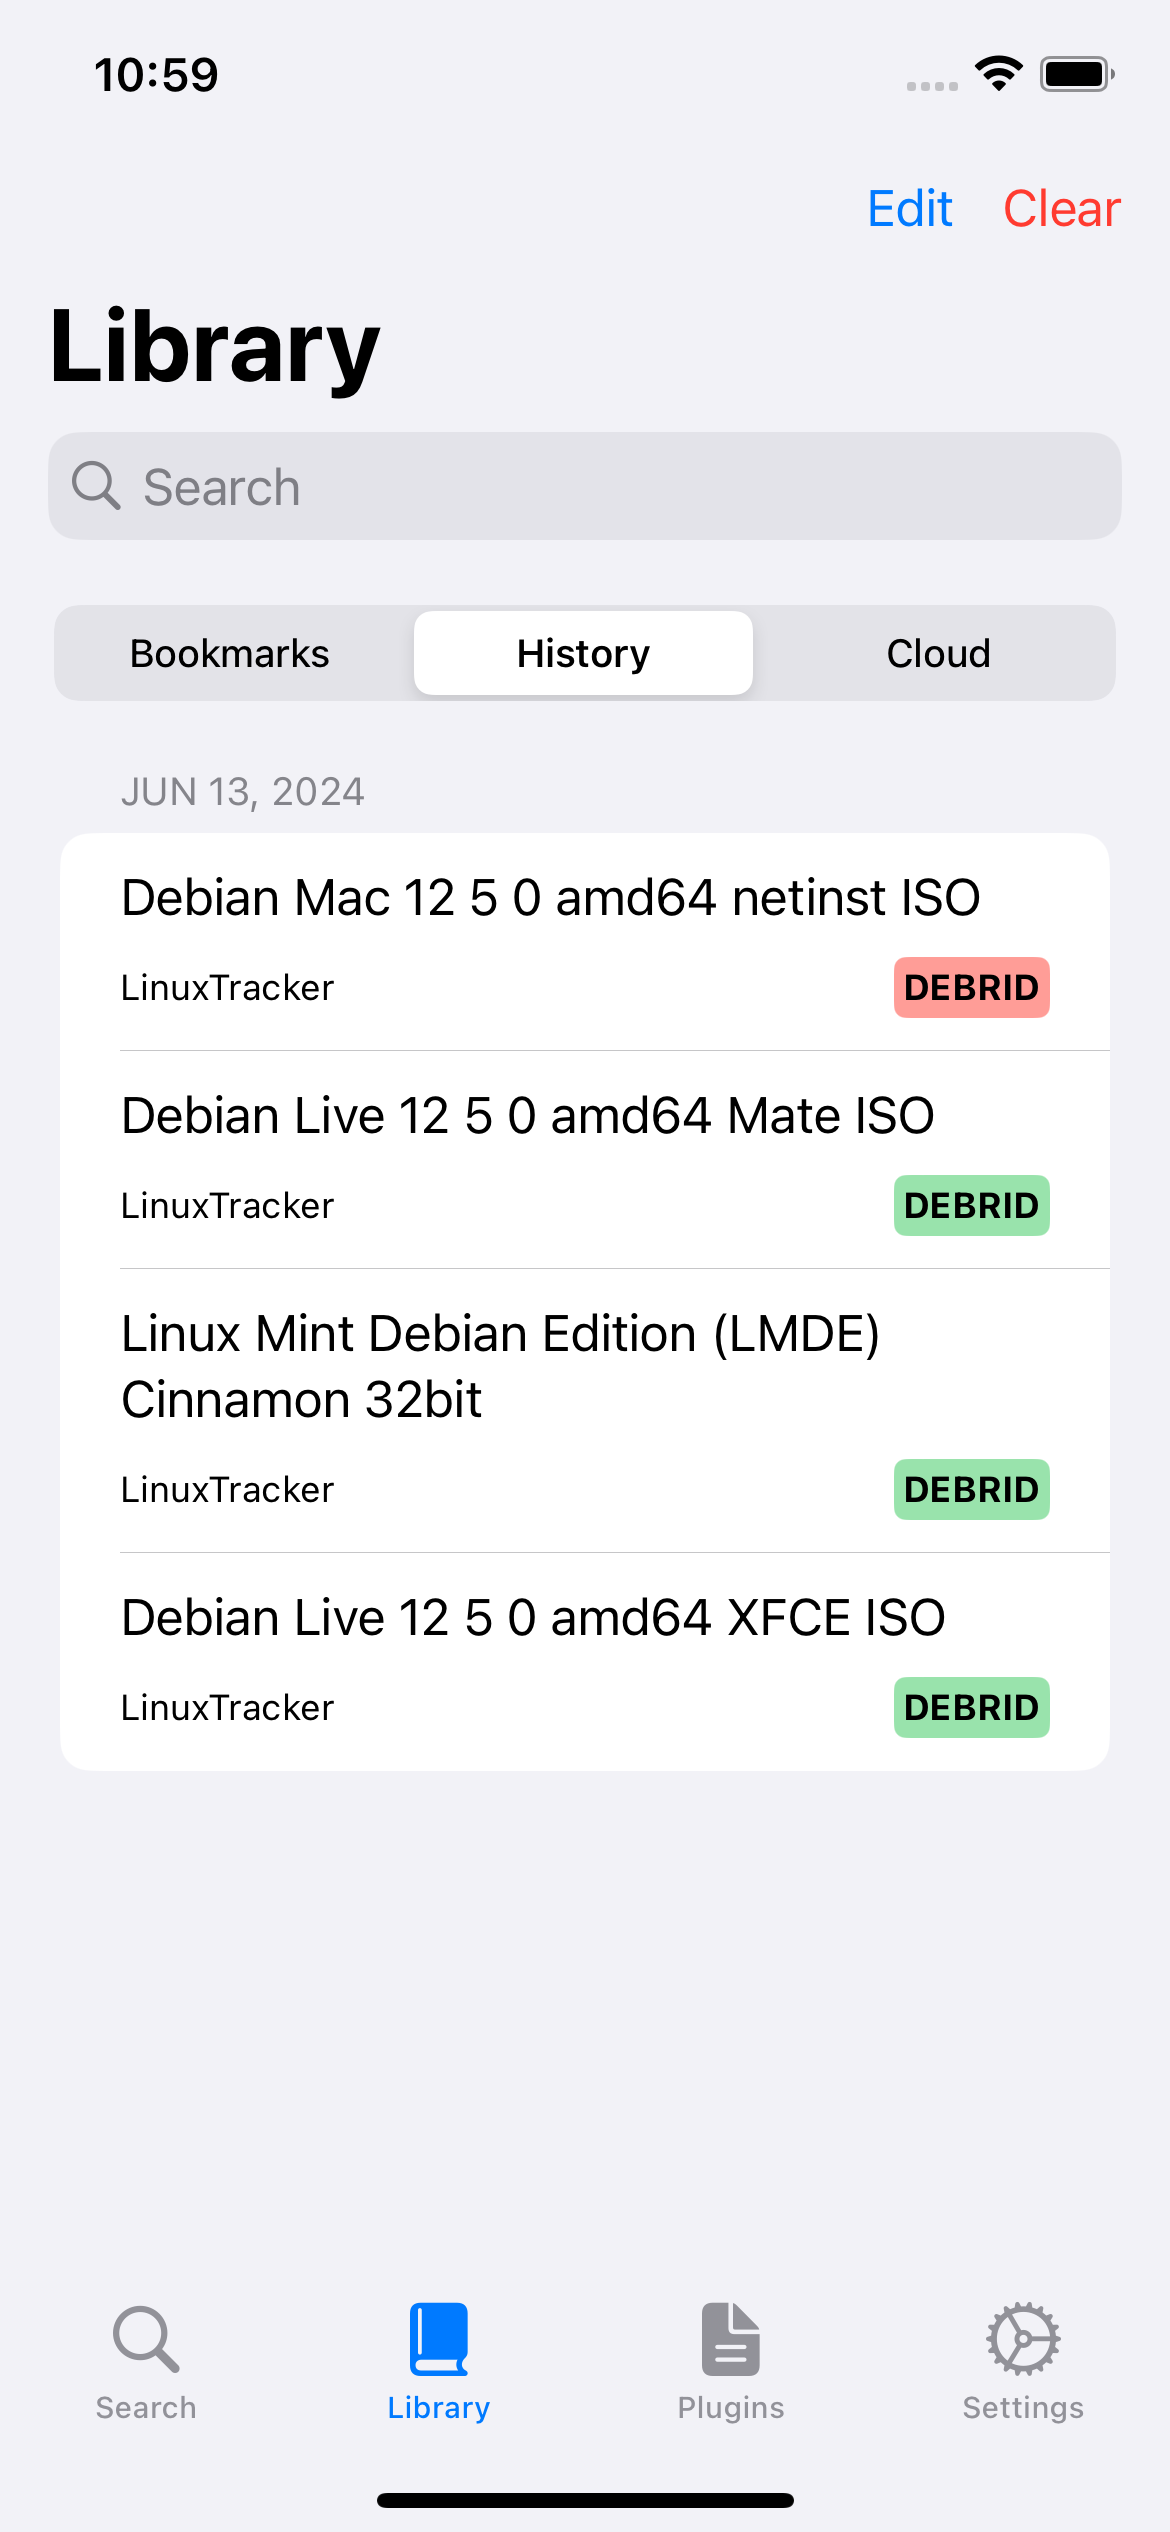 10:59
Edit Clear
Library
Search
Bookmarks History Cloud
JUN 13, 2024
Debian Mac 12 5 0 amd64 netinst ISO
LinuxTracker DEBRID
Debian Live 12 5 0 amd64 Mate ISO
LinuxTracker DEBRID
Linux Mint Debian Edition (LMDE)
Cinnamon 32bit
LinuxTracker DEBRID
Debian Live 12 5 0 amd64 XFCE ISO
LinuxTracker DEBRID
Search Library Plugins Settings